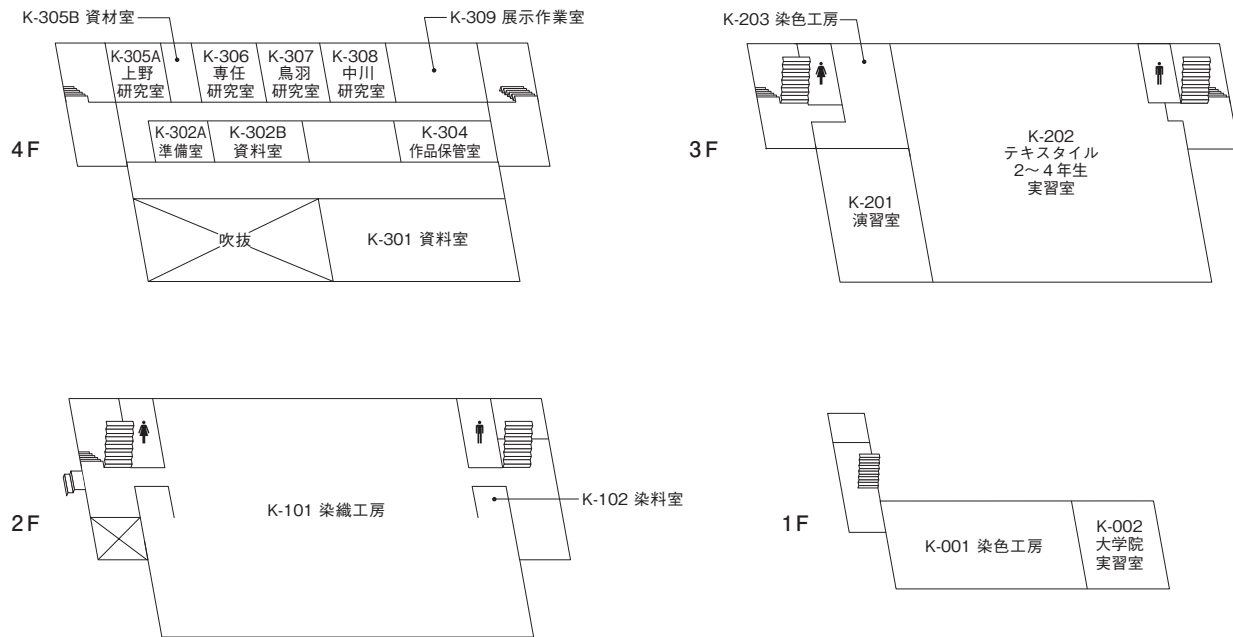 K-305B 資材室
K-309 展示作業室
K-305A
上野
研究室
K-306
専任
研究室
K-307
鳥羽
研究室
K-308
中川
研究室
K-302A
準備室
K-302B
資料室
K-304
作品保管室
4F
吹抜
K-301 資料室
K-203 染色工房
K-202
テキスタイル
2〜4年生
実習室
3F
K-201
演習室
K-101 染織工房
K-102 染料室
2F
1F
K-001 染色工房
K-002
大学院
実習室